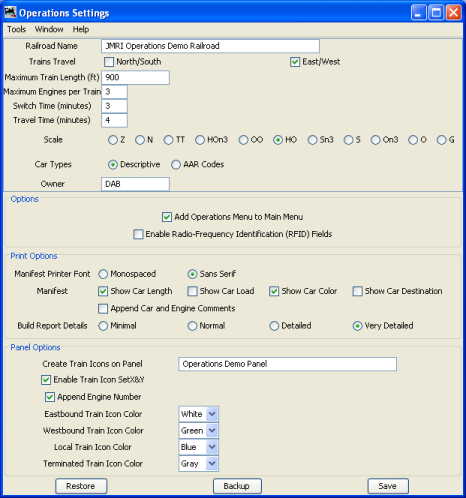 Operations Settings
Tools Window Help
Railroad Name JMRI Operations Demo Railroad
Trains Travel North/South East/West
Maximum Train Length (ft) 900
Maximum Engines per Train 3
Switch Time (minutes) 3
Travel Time (minutes) 4
Scale Z N TT HOn3 OO HO Sn3 S On3 O G
Car Types Descriptive AAR Codes
Owner DAB
Options
Add Operations Menu to Main Menu
Enable Radio-Frequency Identification (RFID) Fields
Print Options
Manifest Printer Font Monospaced Sans Serif
Manifest Show Car Length Show Car Load Show Car Color Show Car Destination
Append Car and Engine Comments
Build Report Details Minimal Normal Detailed Very Detailed
Panel Options
Create Train Icons on Panel Operations Demo Panel
Enable Train Icon SetX&Y
Append Engine Number
Eastbound Train Icon Color White
Westbound Train Icon Color Green
Local Train Icon Color Blue
Terminated Train Icon Color Gray
Restore Backup Save